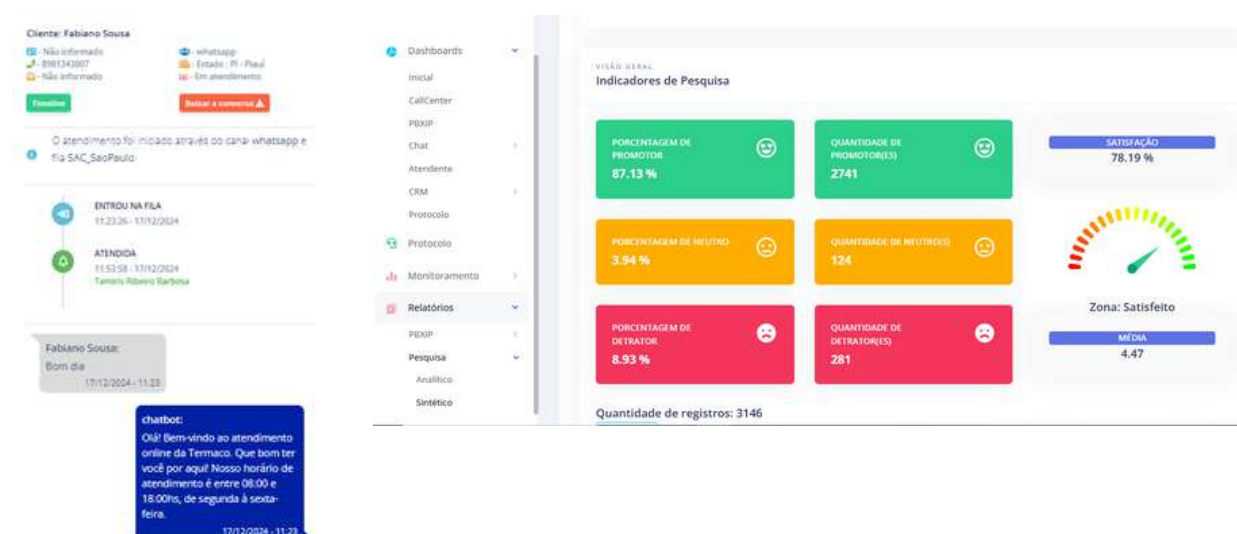 Cliente: Fabiano Sousa
- Não informado
- whatsapp
- 8981343807
- Estado : PI - Piauí
- Não informado
- Em atendimento
Timeline
Baixar a conversa
O atendimento foi iniciado através do canal whatsapp e
fila SAC_SaoPaulo
ENTROU NA FILA
11:23:26 - 17/12/2024
ATENDIDA
11:53:58 - 17/12/2024
Tamiris Ribeiro Barbosa
Fabiano Sousa:
Bom dia
17/12/2024 - 11:23
chatbot:
Olá! Bem-vindo ao atendimento
online da Termaco. Que bom ter
você por aqui! Nosso horário de
atendimento é entre 08:00 e
18:00hs, de segunda à sexta-
feira.
17/12/2024 - 11:23
Dashboards
Inicial
CallCenter
PBXIP
Chat
Atendente
CRM
Protocolo
Protocolo
Monitoramento
Relatórios
PBXIP
Pesquisa
Analítico
Sintético
VISÃO GERAL
Indicadores de Pesquisa
PORCENTAGEM DE
PROMOTOR
87.13 %
QUANTIDADE DE
PROMOTOR(ES)
2741
SATISFAÇÃO
78.19 %
PORCENTAGEM DE NEUTRO
3.94 %
QUANTIDADE DE NEUTRO(S)
124
Zona: Satisfeito
PORCENTAGEM DE
DETRATOR
8.93 %
QUANTIDADE DE
DETRATOR(ES)
281
MÉDIA
4.47
Quantidade de registros: 3146